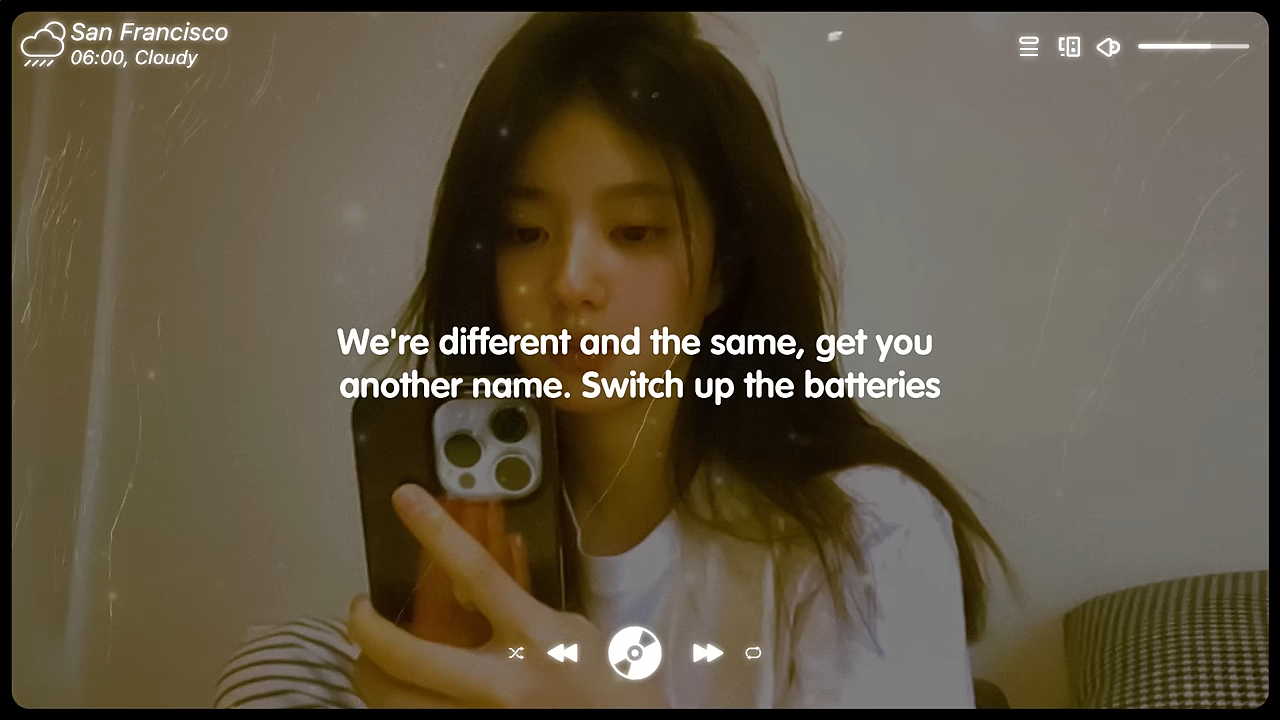 San Francisco
06:00, Cloudy
We're different and the same, get you
another name. Switch up the batteries